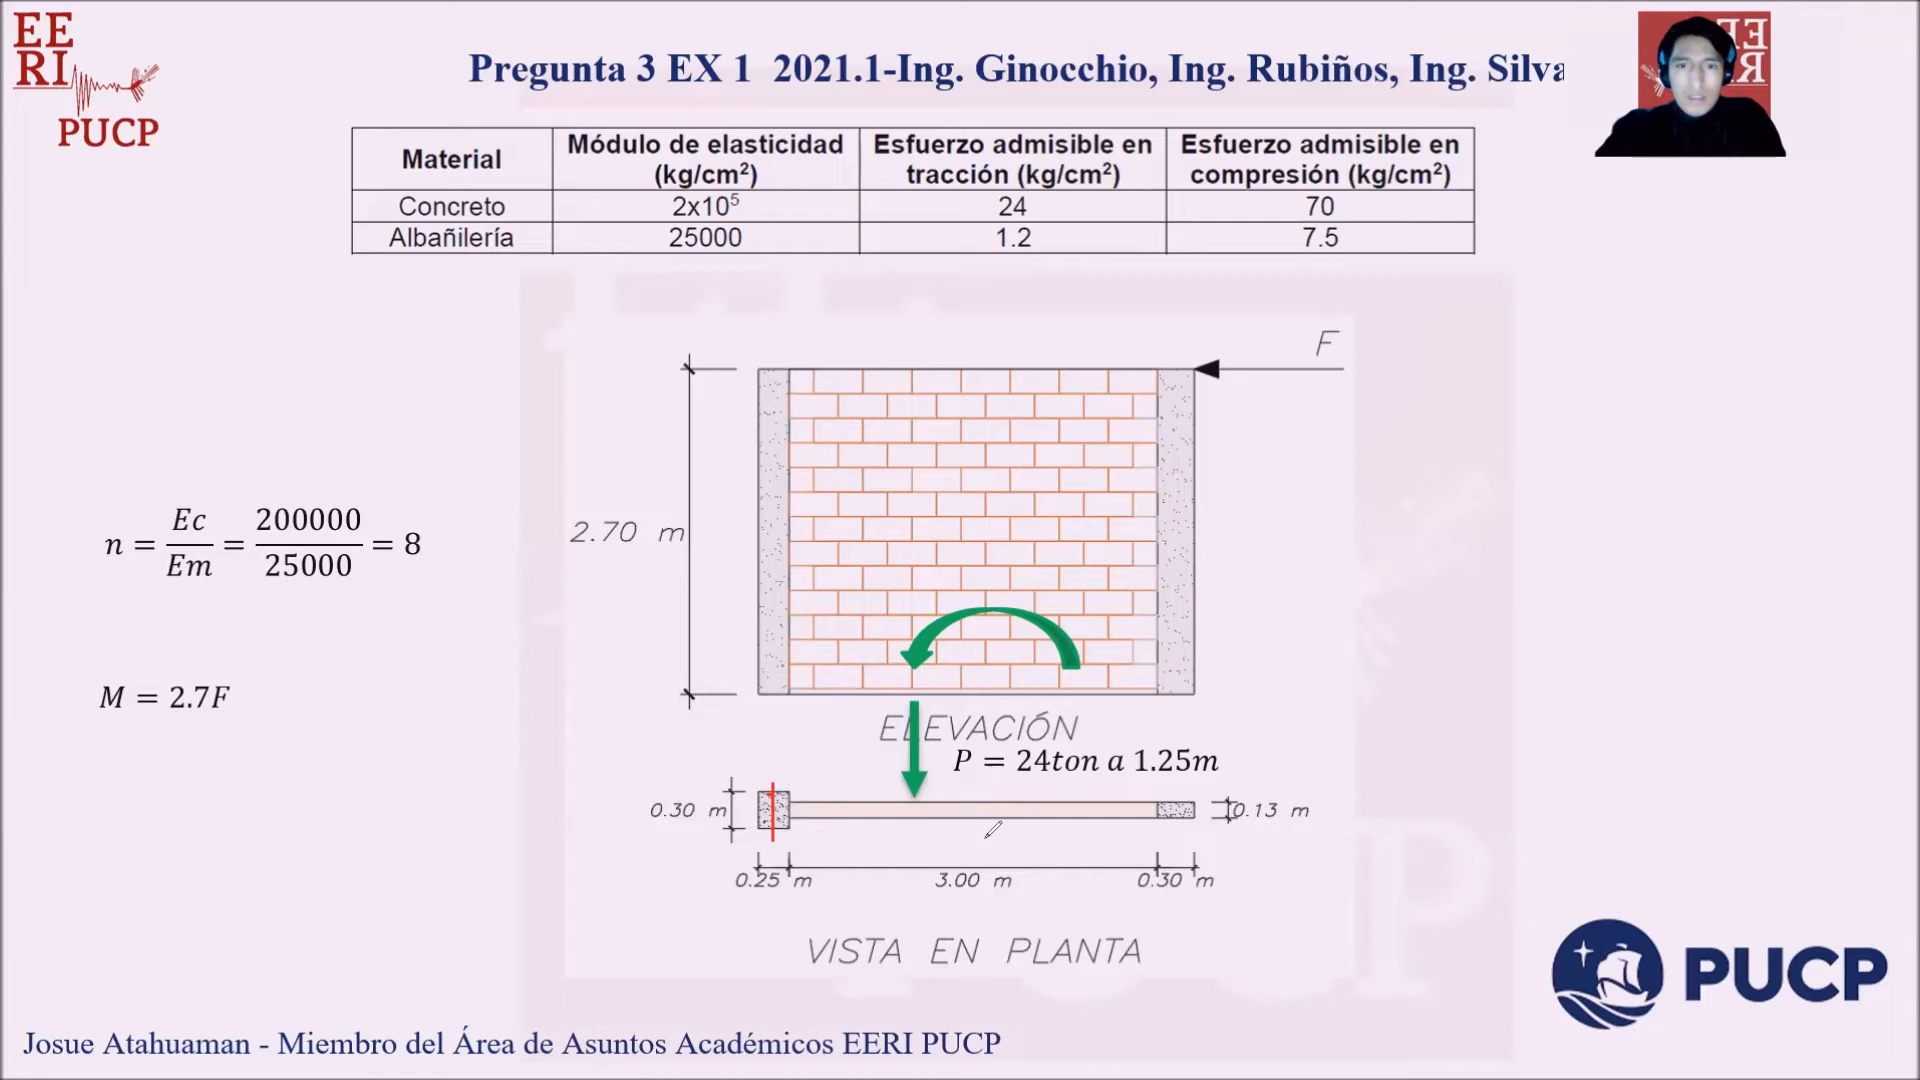 EE
RI
PUCP
Pregunta 3 EX 1 2021.1-Ing. Ginocchio, Ing. Rubiños, Ing. Silva
Material
Módulo de elasticidad (kg/cm²)
Esfuerzo admisible en tracción (kg/cm²)
Esfuerzo admisible en compresión (kg/cm²)
Concreto 2x10⁵ 24 70
Albañilería 25000 1.2 7.5
F
2.70 m
n = Ec/Em = 200000/25000 = 8
M = 2.7F
ELEVACIÓN
P = 24ton a 1.25m
0.30 m
0.13 m
0.25 m 3.00 m 0.30 m
VISTA EN PLANTA
PUCP
Josue Atahuaman - Miembro del Área de Asuntos Académicos EERI PUCP